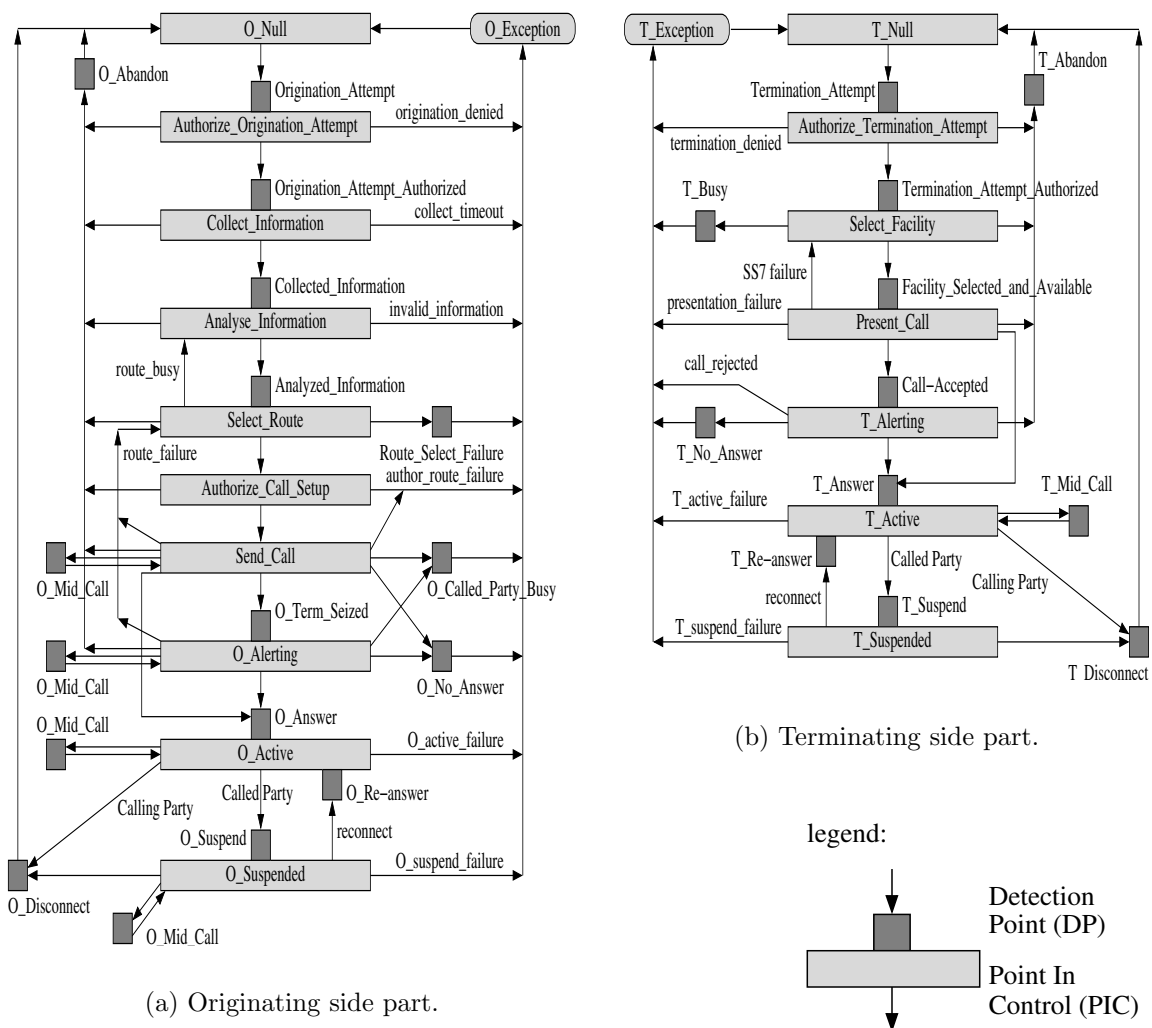 O_Null
O_Exception
O_Abandon
Origination_Attempt
origination_denied
Authorize_Origination_Attempt
Origination_Attempt_Authorized
collect_timeout
Collect_Information
Collected_Information
invalid_information
Analyse_Information
route_busy
Analyzed_Information
Select_Route
route_failure
Route_Select_Failure
author_route_failure
Authorize_Call_Setup
Send_Call
O_Mid_Call
O_Called_Party_Busy
O_Term_Seized
O_Alerting
O_Mid_Call
O_No_Answer
O_Mid_Call
O_Answer
O_active_failure
O_Active
Calling Party
Called Party
O_Re-answer
O_Suspend
reconnect
O_suspend_failure
O_Suspended
O_Disconnect
O_Mid_Call
(a) Originating side part.
T_Exception
T_Null
T_Abandon
Termination_Attempt
Authorize_Termination_Attempt
termination_denied
T_Busy
Termination_Attempt_Authorized
Select_Facility
SS7 failure
Facility_Selected_and_Available
presentation_failure
Present_Call
call_rejected
Call-Accepted
T_Alerting
T_No_Answer
T_Answer
T_Mid_Call
T_active_failure
T_Active
T_Re-answer
Called Party
Calling Party
reconnect
T_Suspend
T_suspend_failure
T_Suspended
T_Disconnect
(b) Terminating side part.
legend:
Detection
Point (DP)
Point In
Control (PIC)